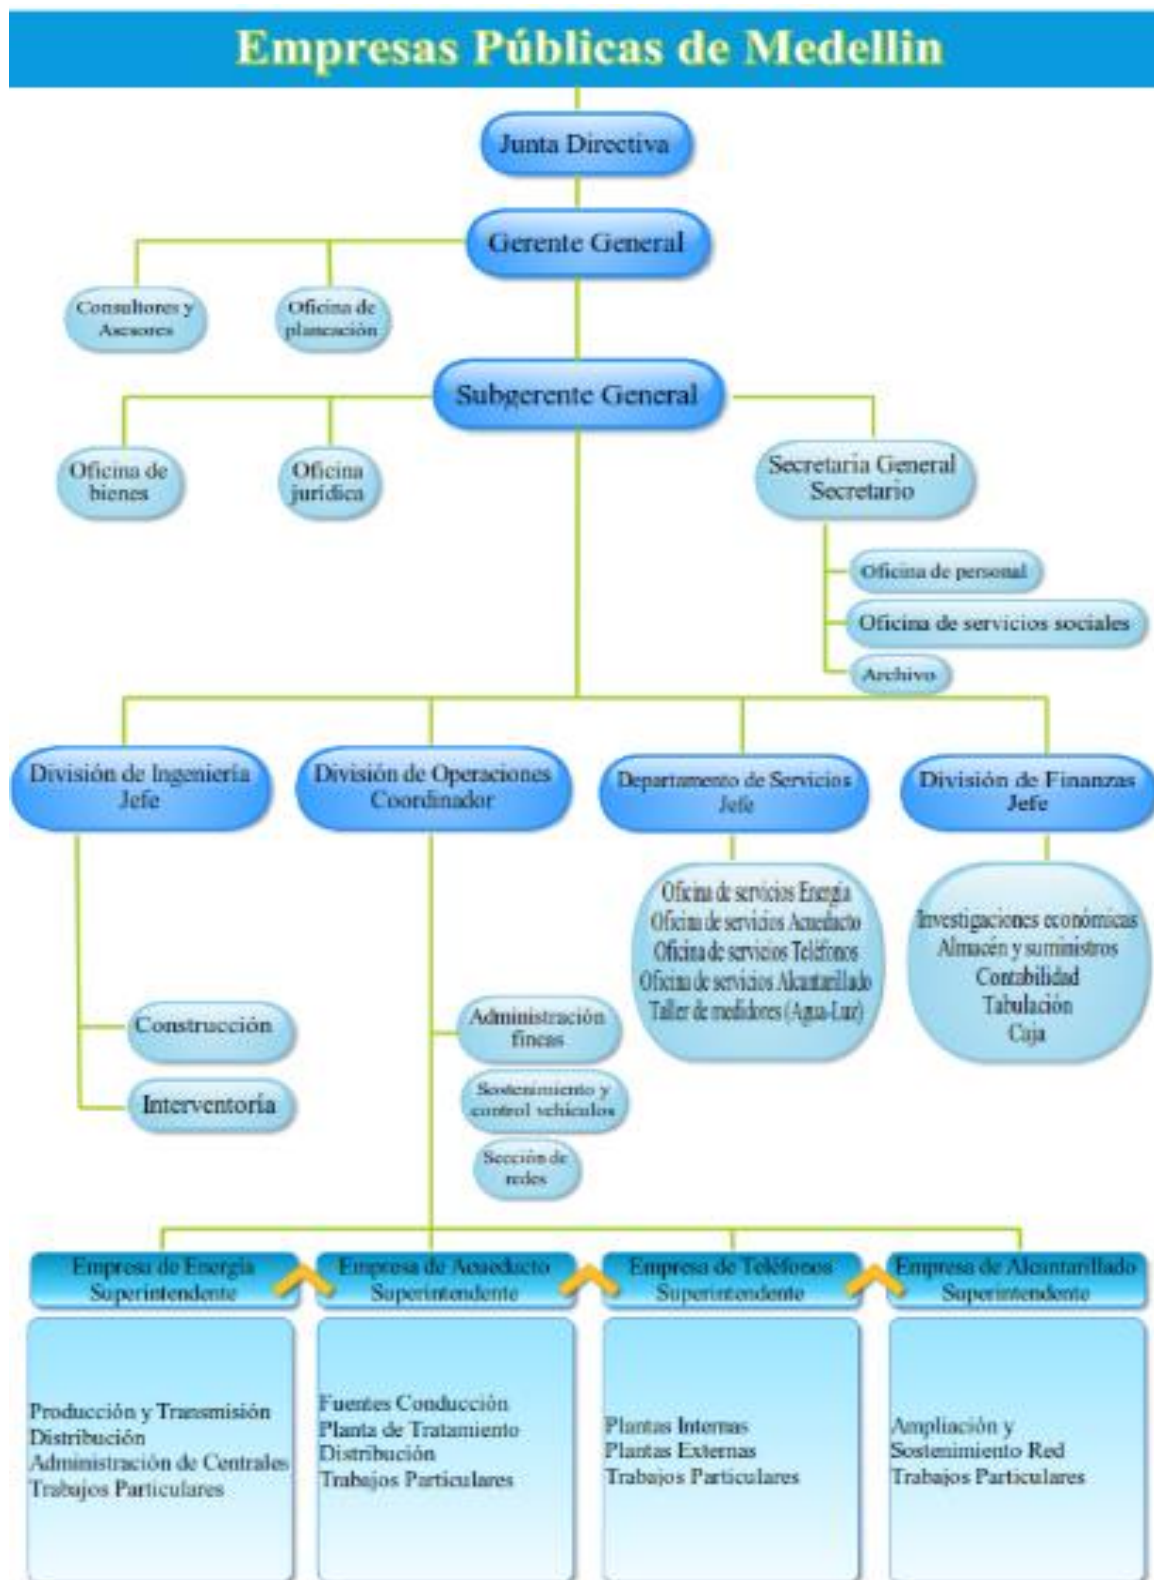 Empresas Públicas de Medellin
Junta Directiva
Gerente General
Consultores y
Asesores
Oficina de
planeación
Subgerente General
Oficina de
bienes
Oficina
jurídica
Secretaría General
Secretario
Oficina de personal
Oficina de servicios sociales
Archivo
División de Ingeniería
Jefe
División de Operaciones
Coordinador
Departamento de Servicios
Jefe
División de Finanzas
Jefe
Construcción
Interventoría
Administración
fincas
Sostenimiento y
control vehículos
Sección de
redes
Oficina de servicios Energía
Oficina de servicios Acueducto
Oficina de servicios Teléfonos
Oficina de servicios Alcantarillado
Taller de medidores (Agua-Luz)
Investigaciones económicas
Almacén y suministros
Contabilidad
Tabulación
Caja
Empresa de Energía
Superintendente
Empresa de Acueducto
Superintendente
Empresa de Teléfonos
Superintendente
Empresa de Alcantarillado
Superintendente
Producción y Transmisión
Distribución
Administración de Centrales
Trabajos Particulares
Fuentes Conducción
Planta de Tratamiento
Distribución
Trabajos Particulares
Plantas Internas
Plantas Externas
Trabajos Particulares
Ampliación y
Sostenimiento Red
Trabajos Particulares